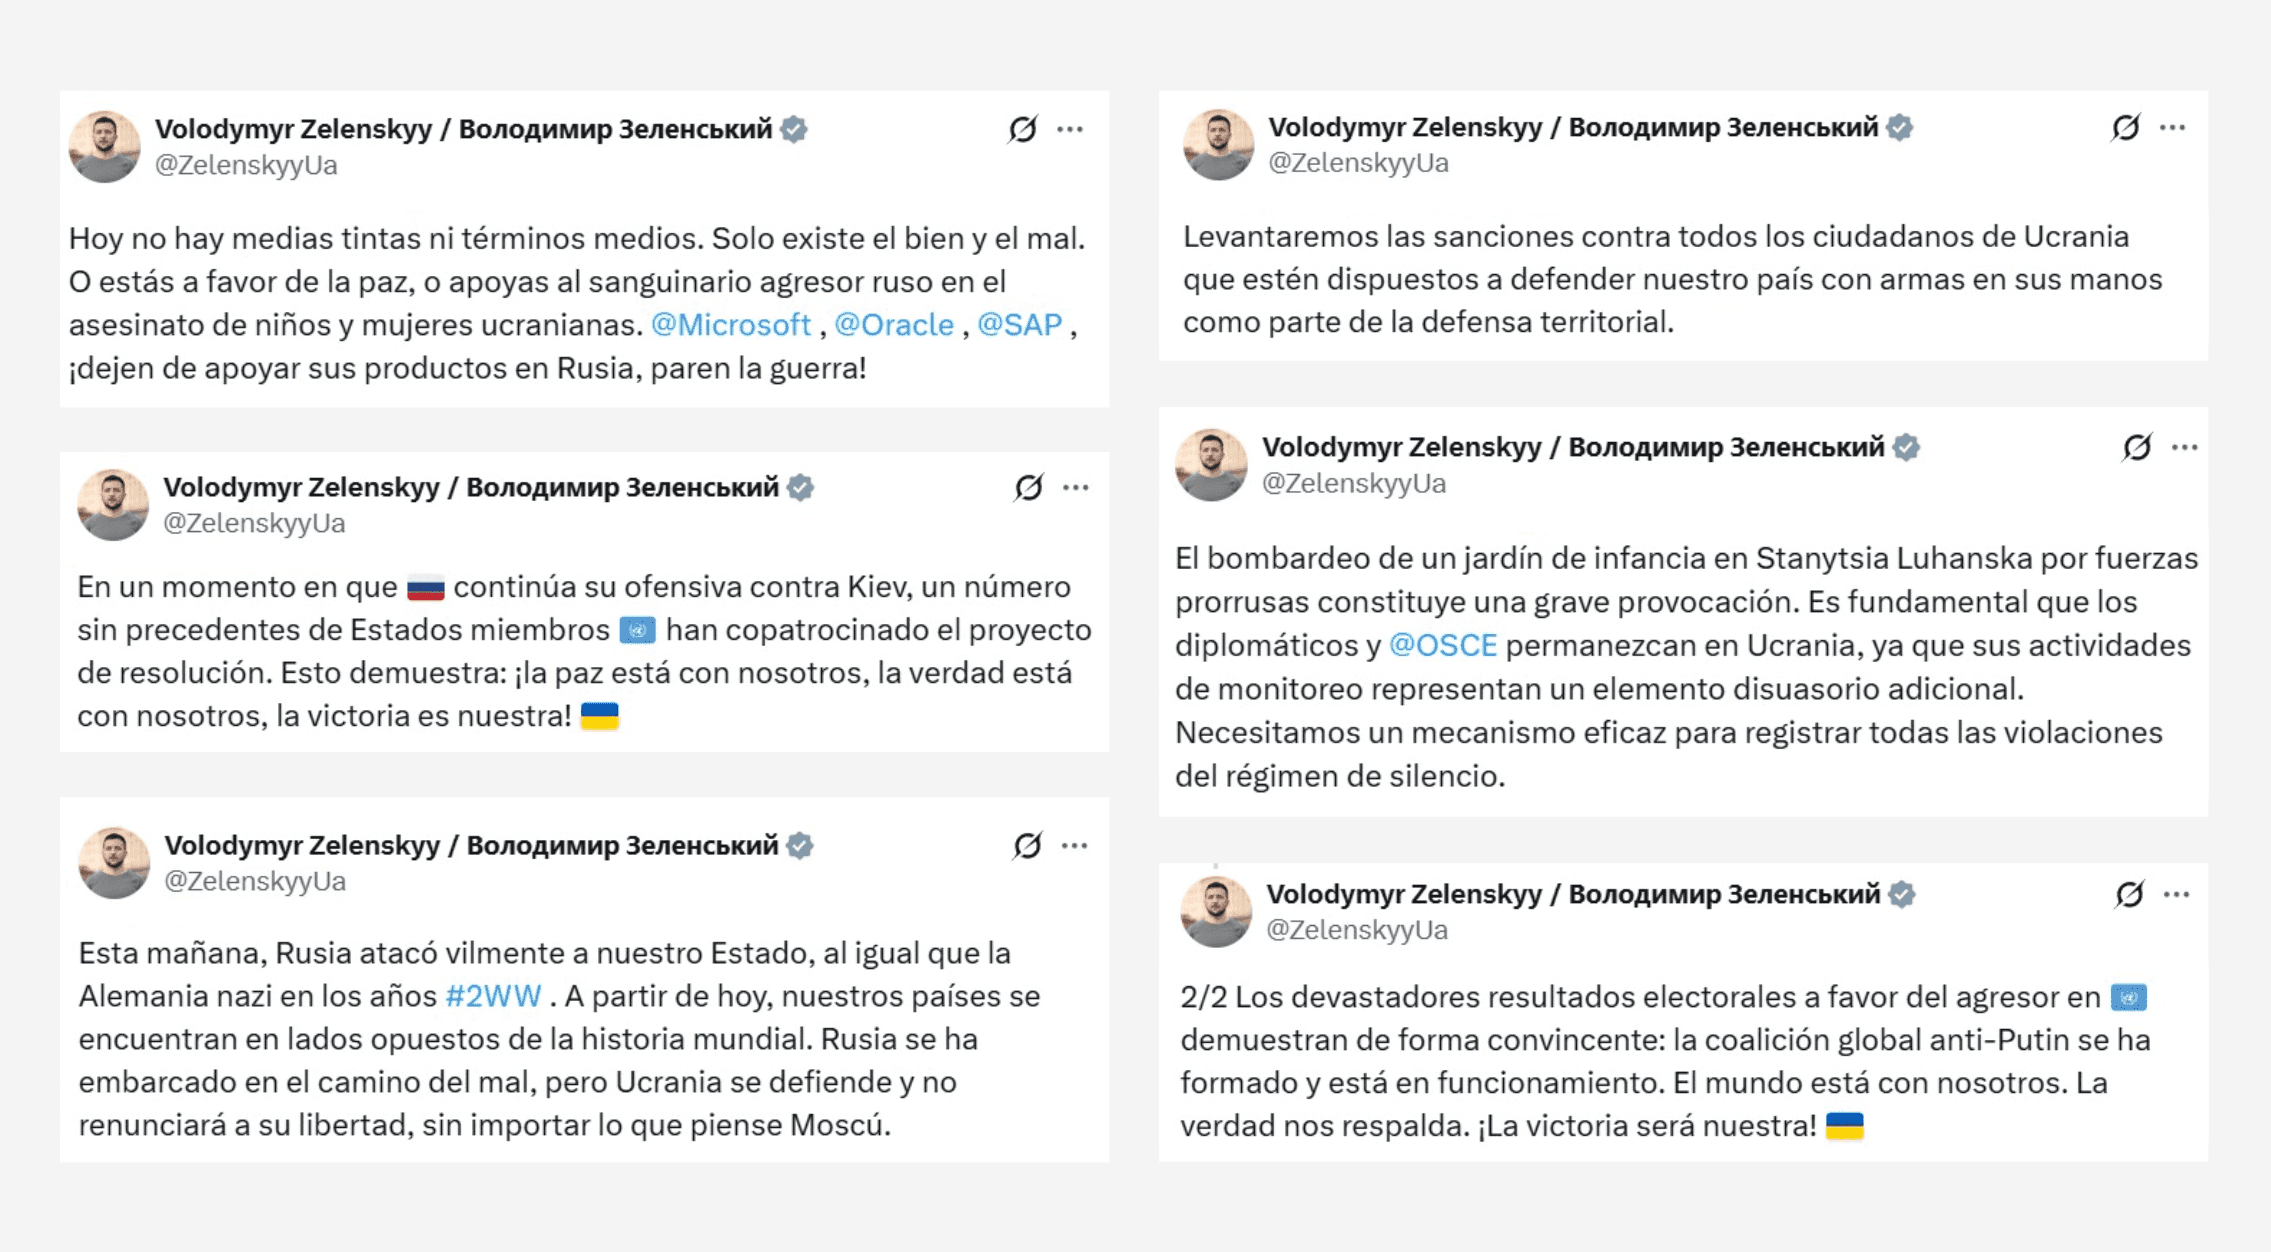 Volodymyr Zelenskyy / Володимир Зеленський
@ZelenskyyUa
Hoy no hay medias tintas ni términos medios. Solo existe el bien y el mal.
O estás a favor de la paz, o apoyas al sanguinario agresor ruso en el
asesinato de niños y mujeres ucranianas. @Microsoft , @Oracle , @SAP ,
¡dejen de apoyar sus productos en Rusia, paren la guerra!
Volodymyr Zelenskyy / Володимир Зеленський
@ZelenskyyUa
En un momento en que continúa su ofensiva contra Kiev, un número
sin precedentes de Estados miembros han copatrocinado el proyecto
de resolución. Esto demuestra: ¡la paz está con nosotros, la verdad está
con nosotros, la victoria es nuestra!
Volodymyr Zelenskyy / Володимир Зеленський
@ZelenskyyUa
Esta mañana, Rusia atacó vilmente a nuestro Estado, al igual que la
Alemania nazi en los años #2WW . A partir de hoy, nuestros países se
encuentran en lados opuestos de la historia mundial. Rusia se ha
embarcado en el camino del mal, pero Ucrania se defiende y no
renunciará a su libertad, sin importar lo que piense Moscú.
Volodymyr Zelenskyy / Володимир Зеленський
@ZelenskyyUa
Levantaremos las sanciones contra todos los ciudadanos de Ucrania
que estén dispuestos a defender nuestro país con armas en sus manos
como parte de la defensa territorial.
Volodymyr Zelenskyy / Володимир Зеленський
@ZelenskyyUa
El bombardeo de un jardín de infancia en Stanytsia Luhanska por fuerzas
prorrusas constituye una grave provocación. Es fundamental que los
diplomáticos y @OSCE permanezcan en Ucrania, ya que sus actividades
de monitoreo representan un elemento disuasorio adicional.
Necesitamos un mecanismo eficaz para registrar todas las violaciones
del régimen de silencio.
Volodymyr Zelenskyy / Володимир Зеленський
@ZelenskyyUa
2/2 Los devastadores resultados electorales a favor del agresor en
demuestran de forma convincente: la coalición global anti-Putin se ha
formado y está en funcionamiento. El mundo está con nosotros. La
verdad nos respalda. ¡La victoria será nuestra!